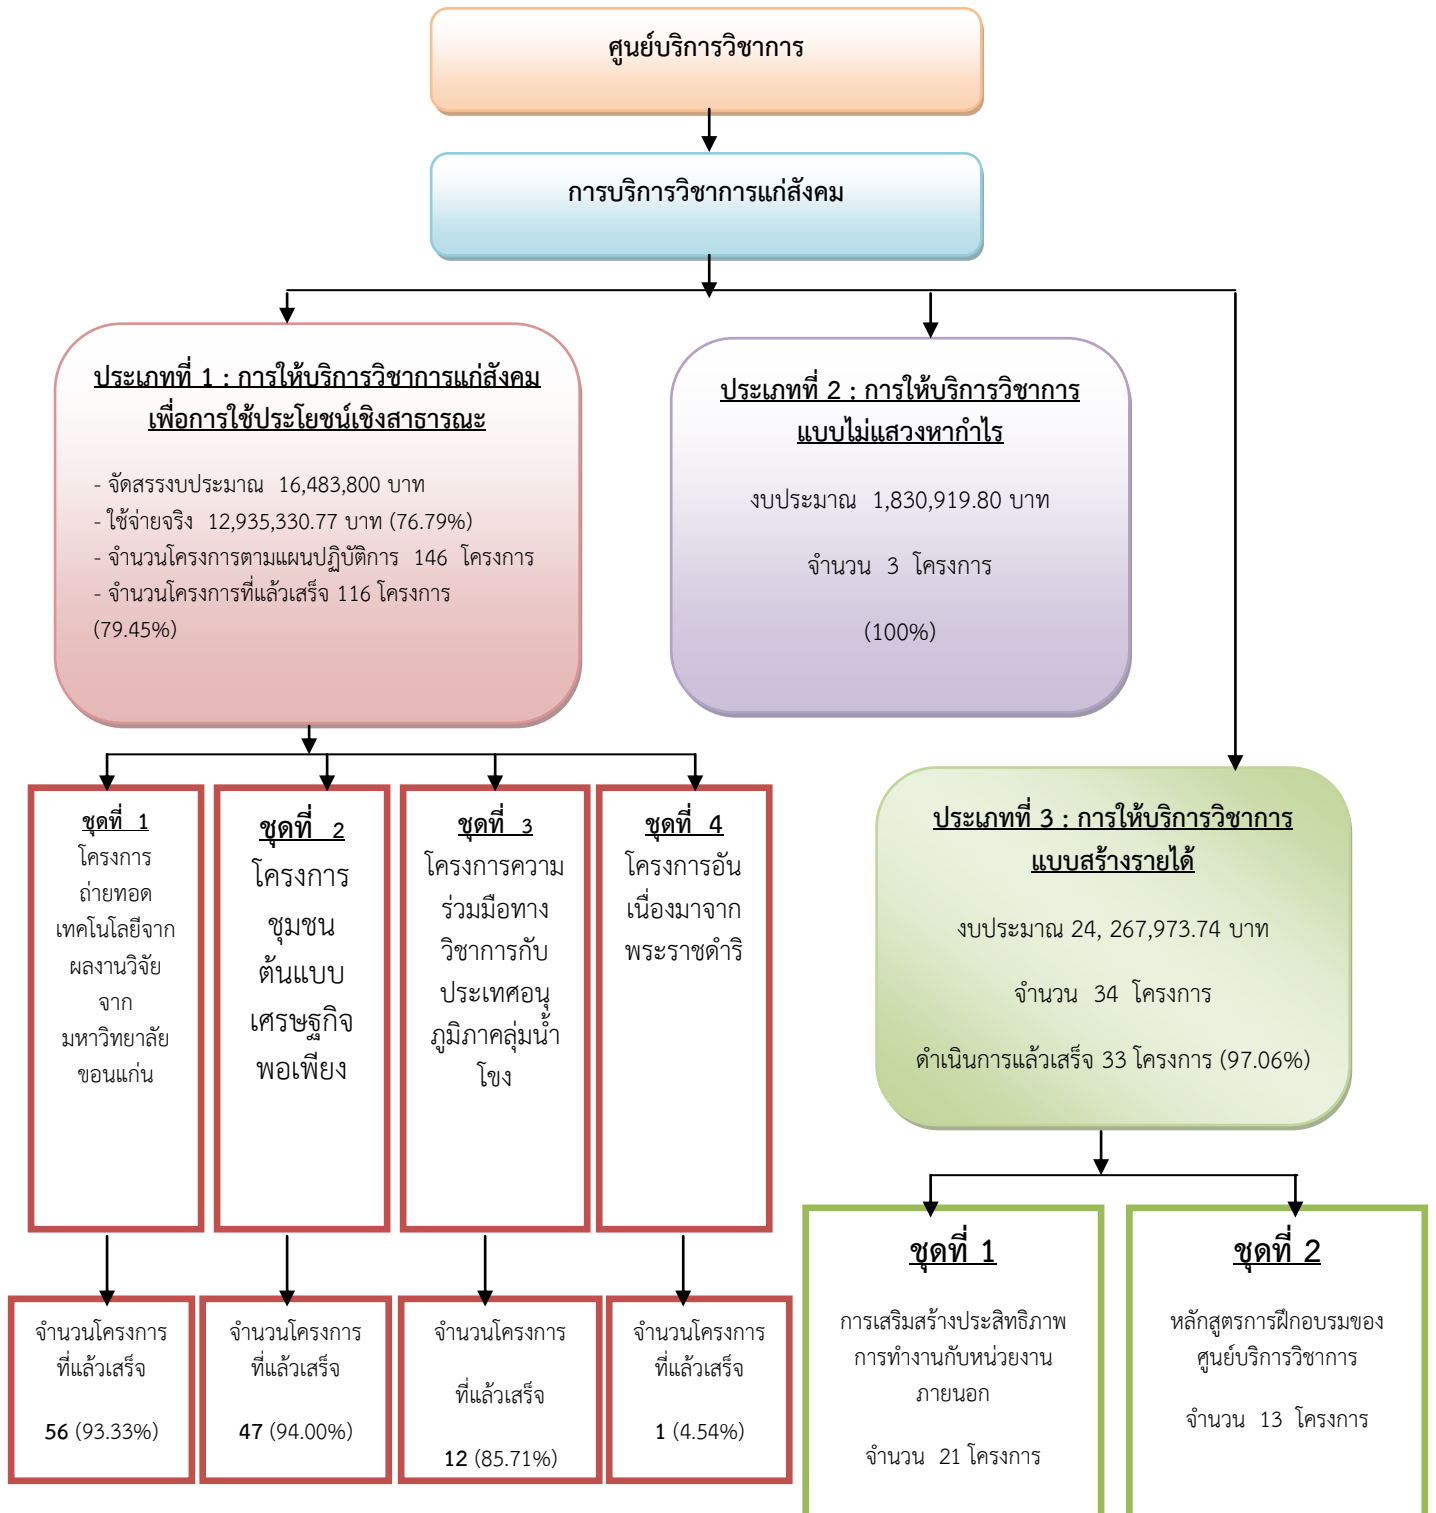 ศูนย์บริการวิชาการ
การบริการวิชาการแก่สังคม
ประเภทที่ 1 : การให้บริการวิชาการแก่สังคม
เพื่อการใช้ประโยชน์เชิงสาธารณะ
- จัดสรรงบประมาณ 16,483,800 บาท
- ใช้จ่ายจริง 12,935,330.77 บาท (76.79%)
- จำนวนโครงการตามแผนปฏิบัติการ 146 โครงการ
- จำนวนโครงการที่แล้วเสร็จ 116 โครงการ
(79.45%)
ประเภทที่ 2 : การให้บริการวิชาการ
แบบไม่แสวงหากำไร
งบประมาณ 1,830,919.80 บาท
จำนวน 3 โครงการ
(100%)
ชุดที่ 1
โครงการ
ถ่ายทอด
เทคโนโลยีจาก
ผลงานวิจัย
จาก
มหาวิทยาลัย
ขอนแก่น
ชุดที่ 2
โครงการ
ชุมชน
ต้นแบบ
เศรษฐกิจ
พอเพียง
ชุดที่ 3
โครงการความ
ร่วมมือทาง
วิชาการกับ
ประเทศอนุ
ภูมิภาคลุ่มน้ำ
โขง
ชุดที่ 4
โครงการอัน
เนื่องมาจาก
พระราชดำริ
ประเภทที่ 3 : การให้บริการวิชาการ
แบบสร้างรายได้
งบประมาณ 24, 267,973.74 บาท
จำนวน 34 โครงการ
ดำเนินการแล้วเสร็จ 33 โครงการ (97.06%)
จำนวนโครงการ
ที่แล้วเสร็จ
56 (93.33%)
จำนวนโครงการ
ที่แล้วเสร็จ
47 (94.00%)
จำนวนโครงการ
ที่แล้วเสร็จ
12 (85.71%)
จำนวนโครงการ
ที่แล้วเสร็จ
1 (4.54%)
ชุดที่ 1
การเสริมสร้างประสิทธิภาพ
การทำงานกับหน่วยงาน
ภายนอก
จำนวน 21 โครงการ
ชุดที่ 2
หลักสูตรการฝึกอบรมของ
ศูนย์บริการวิชาการ
จำนวน 13 โครงการ